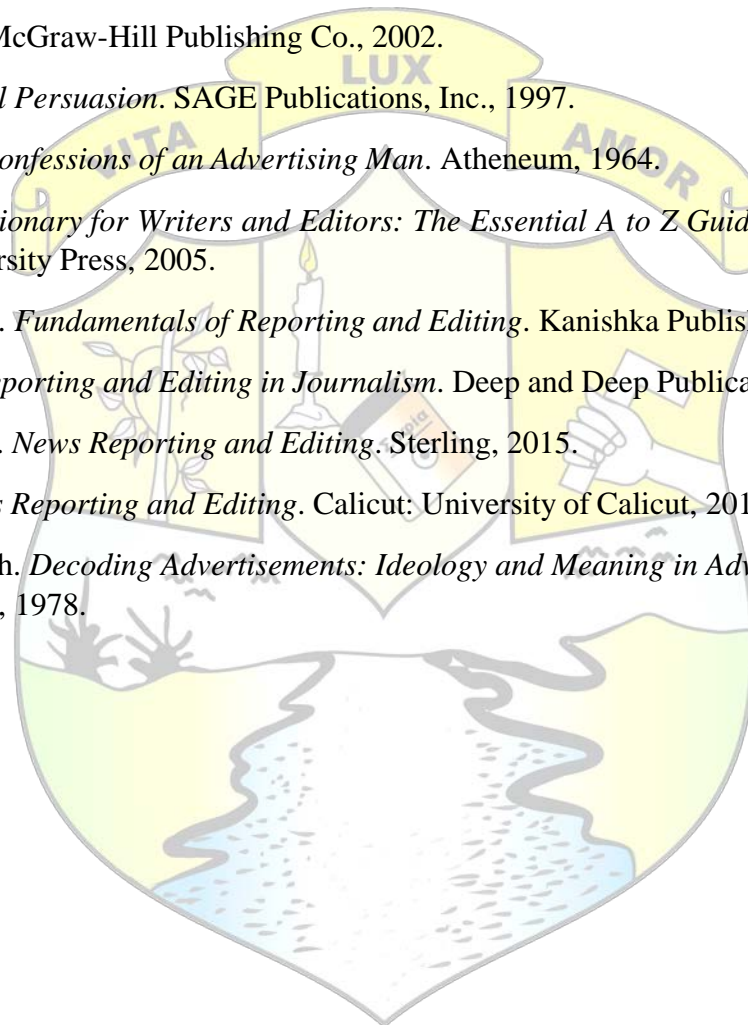 McGraw-Hill Publishing Co., 2002.
LUX
l Persuasion. SAGE Publications, Inc., 1997.
VITA
AMOR
onfessions of an Advertising Man. Atheneum, 1964.
ionary for Writers and Editors: The Essential A to Z Guid
rsity Press, 2005.
. Fundamentals of Reporting and Editing. Kanishka Publish
eporting and Editing in Journalism. Deep and Deep Publica
. News Reporting and Editing. Sterling, 2015.
s Reporting and Editing. Calicut: University of Calicut, 201
h. Decoding Advertisements: Ideology and Meaning in Adv
, 1978.